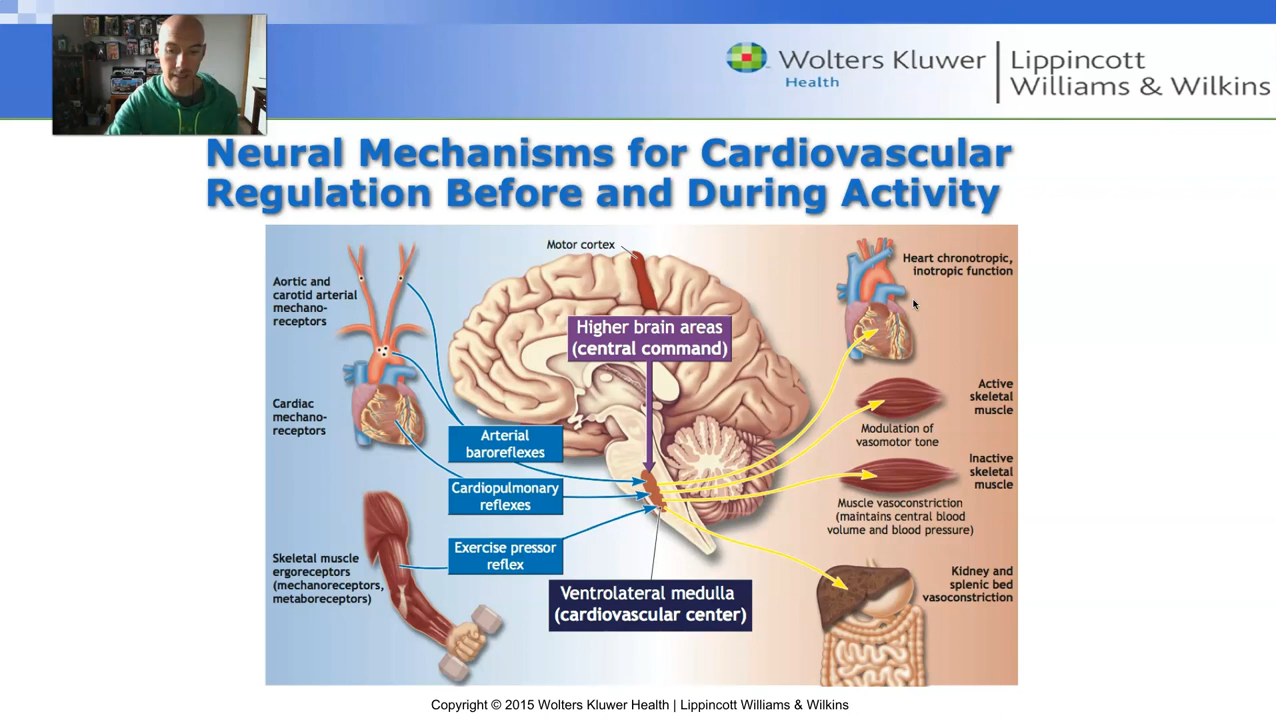 Wolters Kluwer
Health
Lippincott
Williams & Wilkins
Neural Mechanisms for Cardiovascular
Regulation Before and During Activity
Motor cortex
Aortic and
carotid arterial
mechano-
receptors
Cardiac
mechano-
receptors
Skeletal muscle
ergoreceptors
(mechanoreceptors,
metaboreceptors)
Higher brain areas
(central command)
Arterial
baroreflexes
Cardiopulmonary
reflexes
Exercise pressor
reflex
Ventrolateral medulla
(cardiovascular center)
Heart chronotropic,
inotropic function
Active
skeletal
muscle
Modulation of
vasomotor tone
Inactive
skeletal
muscle
Muscle vasoconstriction
(maintains central blood
volume and blood pressure)
Kidney and
splenic bed
vasoconstriction
Copyright © 2015 Wolters Kluwer Health | Lippincott Williams & Wilkins